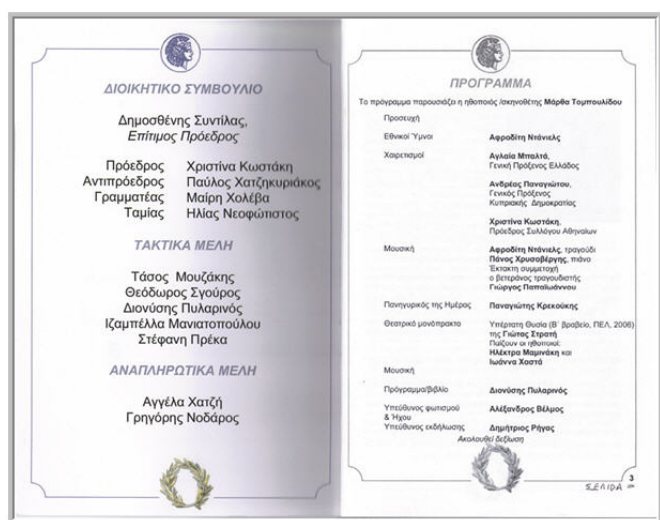 ΔΙΟΙΚΗΤΙΚΟ ΣΥΜΒΟΥΛΙΟ
Δημοσθένης Συντίλας,
Επίτιμος Πρόεδρος
Πρόεδρος Χριστίνα Κωστάκη
Αντιπρόεδρος Παύλος Χατζηκυριάκος
Γραμματέας Μαίρη Χολέβα
Ταμίας Ηλίας Νεοφώτιστος
ΤΑΚΤΙΚΑ ΜΕΛΗ
Τάσος Μουζάκης
Θεόδωρος Σγούρος
Διονύσης Πυλαρινός
Ιζαμπέλλα Μανιατοπούλου
Στέφανη Πρέκα
ΑΝΑΠΛΗΡΩΤΙΚΑ ΜΕΛΗ
Αγγέλα Χατζή
Γρηγόρης Νοδάρος
ΠΡΟΓΡΑΜΜΑ
Το πρόγραμμα παρουσιάζει η ηθοποιός /σκηνοθέτης Μάρθα Τομπουλίδου
Προσευχή
Εθνικοί Ύμνοι Αφροδίτη Ντάνιελς
Χαιρετισμοί Αγλαΐα Μπαλτά,
Γενική Πρόξενος Ελλάδος
Ανδρέας Παναγιώτου,
Γενικός Πρόξενος
Κυπριακής Δημοκρατίας
Χριστίνα Κωστάκη,
Πρόεδρος Συλλόγου Αθηναίων
Μουσική Αφροδίτη Ντάνιελς, τραγούδι
Πάνος Χρυσοβέργης, πιάνο
Έκτακτη συμμετοχή
ο βετεράνος τραγουδιστής
Γιώργος Παπαϊωάννου
Πανηγυρικός της Ημέρας Παναγιώτης Κρεκούκης
Θεατρικό μονόπρακτο Υπέρτατη Θυσία (Β΄ βραβείο, ΠΕΛ, 2006)
της Γιώτας Στρατή
Παίζουν οι ηθοποιοί:
Ηλέκτρα Μαμινάκη και
Ιωάννα Χαστά
Μουσική
Πρόγραμμα/Βιβλίο Διονύσης Πυλαρινός
Υπεύθυνος φωτισμού Αλέξανδρος Βέλμος
& Ήχου
Υπεύθυνος εκδήλωσης Δημήτριος Ρήγας
Ακολουθεί δεξίωση
3
ΣΕΛΙΔΑ